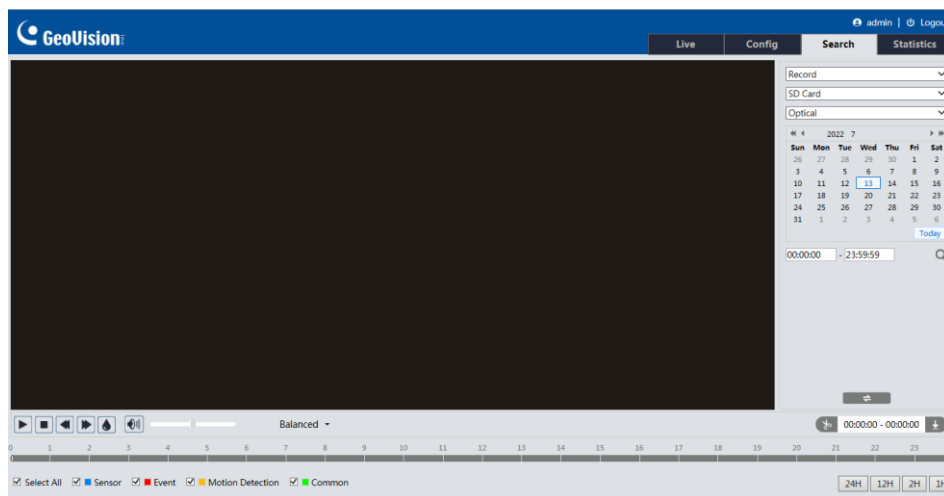 admin | Logou
GeoVision
Live Config Search Statistics
Record
SD Card
Optical
2022 7
Sun Mon Tue Wed Thu Fri Sat
26 27 28 29 30 1 2
3 4 5 6 7 8 9
10 11 12 13 14 15 16
17 18 19 20 21 22 23
24 25 26 27 28 29 30
31 1 2 3 4 5 6
Today
00:00:00 - 23:59:59
Balanced
00:00:00 - 00:00:00
0 1 2 3 4 5 6 7 8 9 10 11 12 13 14 15 16 17 18 19 20 21 22 23
Select All Sensor Event Motion Detection Common
24H 12H 2H 1H